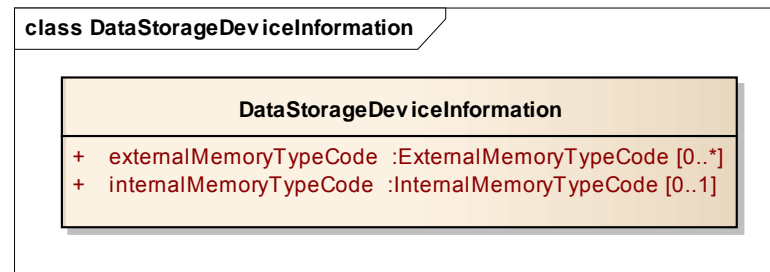 class DataStorageDeviceInformation
DataStorageDeviceInformation
+ externalMemoryTypeCode :ExternalMemoryTypeCode [0..*]
+ internalMemoryTypeCode :InternalMemoryTypeCode [0..1]